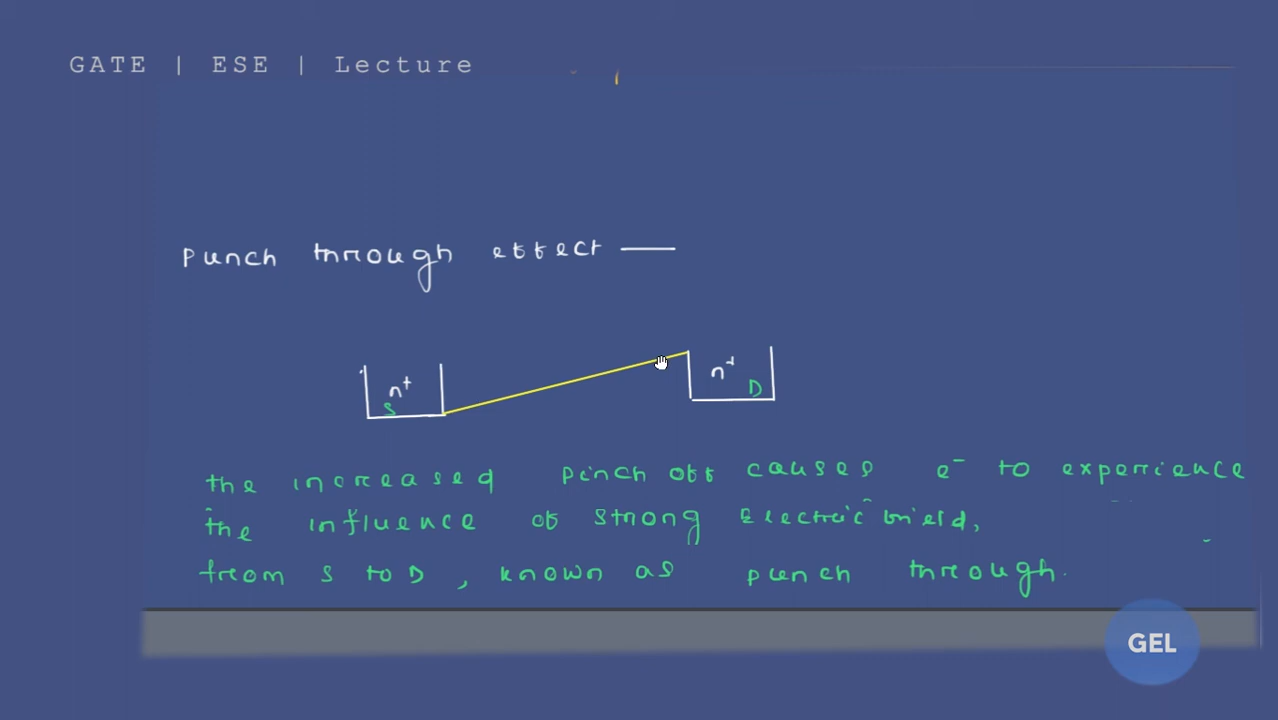 GATE | ESE | Lecture
Punch through effect —
n+
S
n+
D
the increased pinch off causes e- to experience
the influence of strong Electric field,
from S to D, known as punch through.
GEL